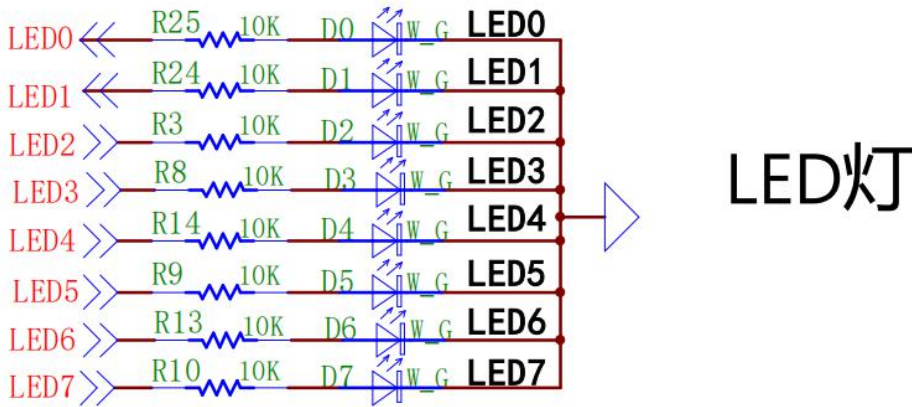 LED0 R25 10K D0 W_G LED0
LED1 R24 10K D1 W_G LED1
LED2 R3 10K D2 W_G LED2
LED3 R8 10K D3 W_G LED3
LED灯
LED4 R14 10K D4 W_G LED4
LED5 R9 10K D5 W_G LED5
LED6 R13 10K D6 W_G LED6
LED7 R10 10K D7 W_G LED7